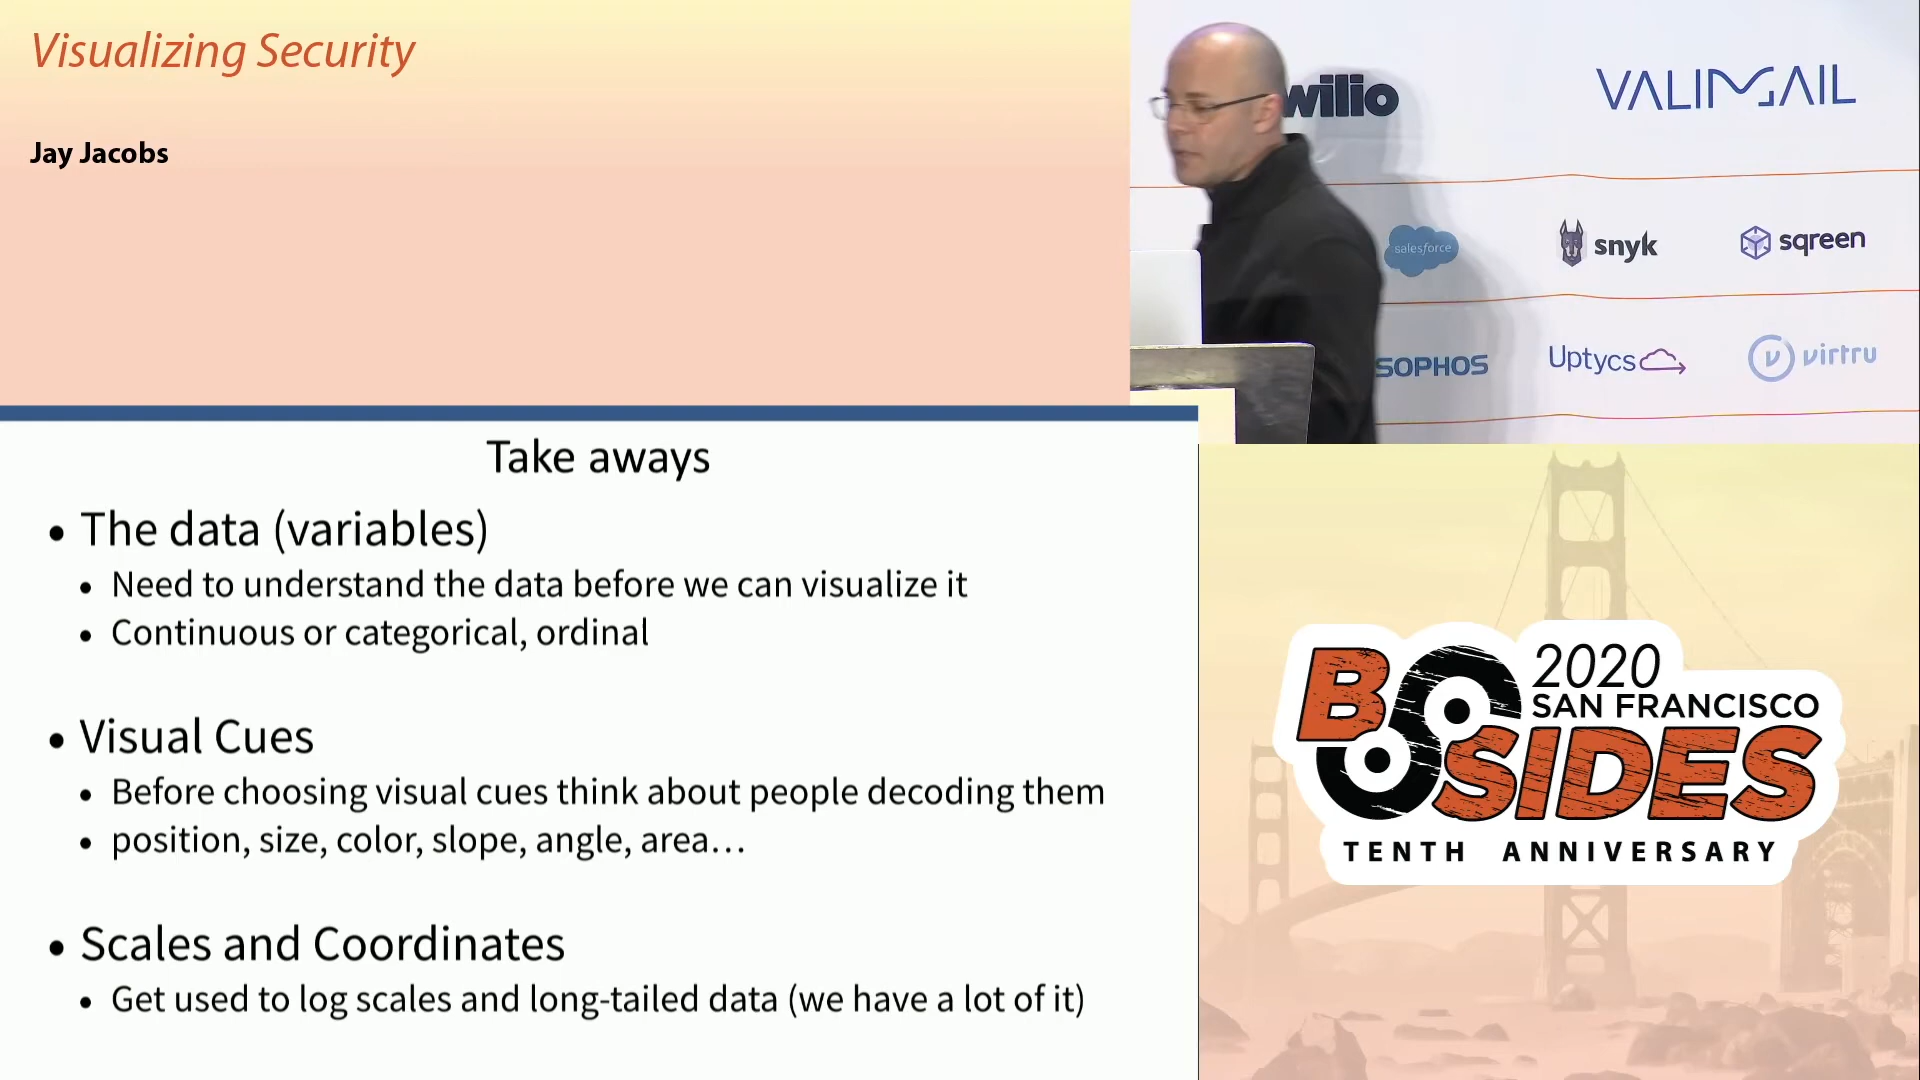 Visualizing Security
Jay Jacobs
wilio
VALIMAIL
salesforce
snyk
sqreen
SOPHOS
Uptycs
virtru
Take aways
• The data (variables)
• Need to understand the data before we can visualize it
• Continuous or categorical, ordinal
• Visual Cues
• Before choosing visual cues think about people decoding them
• position, size, color, slope, angle, area…
• Scales and Coordinates
• Get used to log scales and long-tailed data (we have a lot of it)
2020
SAN FRANCISCO
BSIDES
TENTH ANNIVERSARY